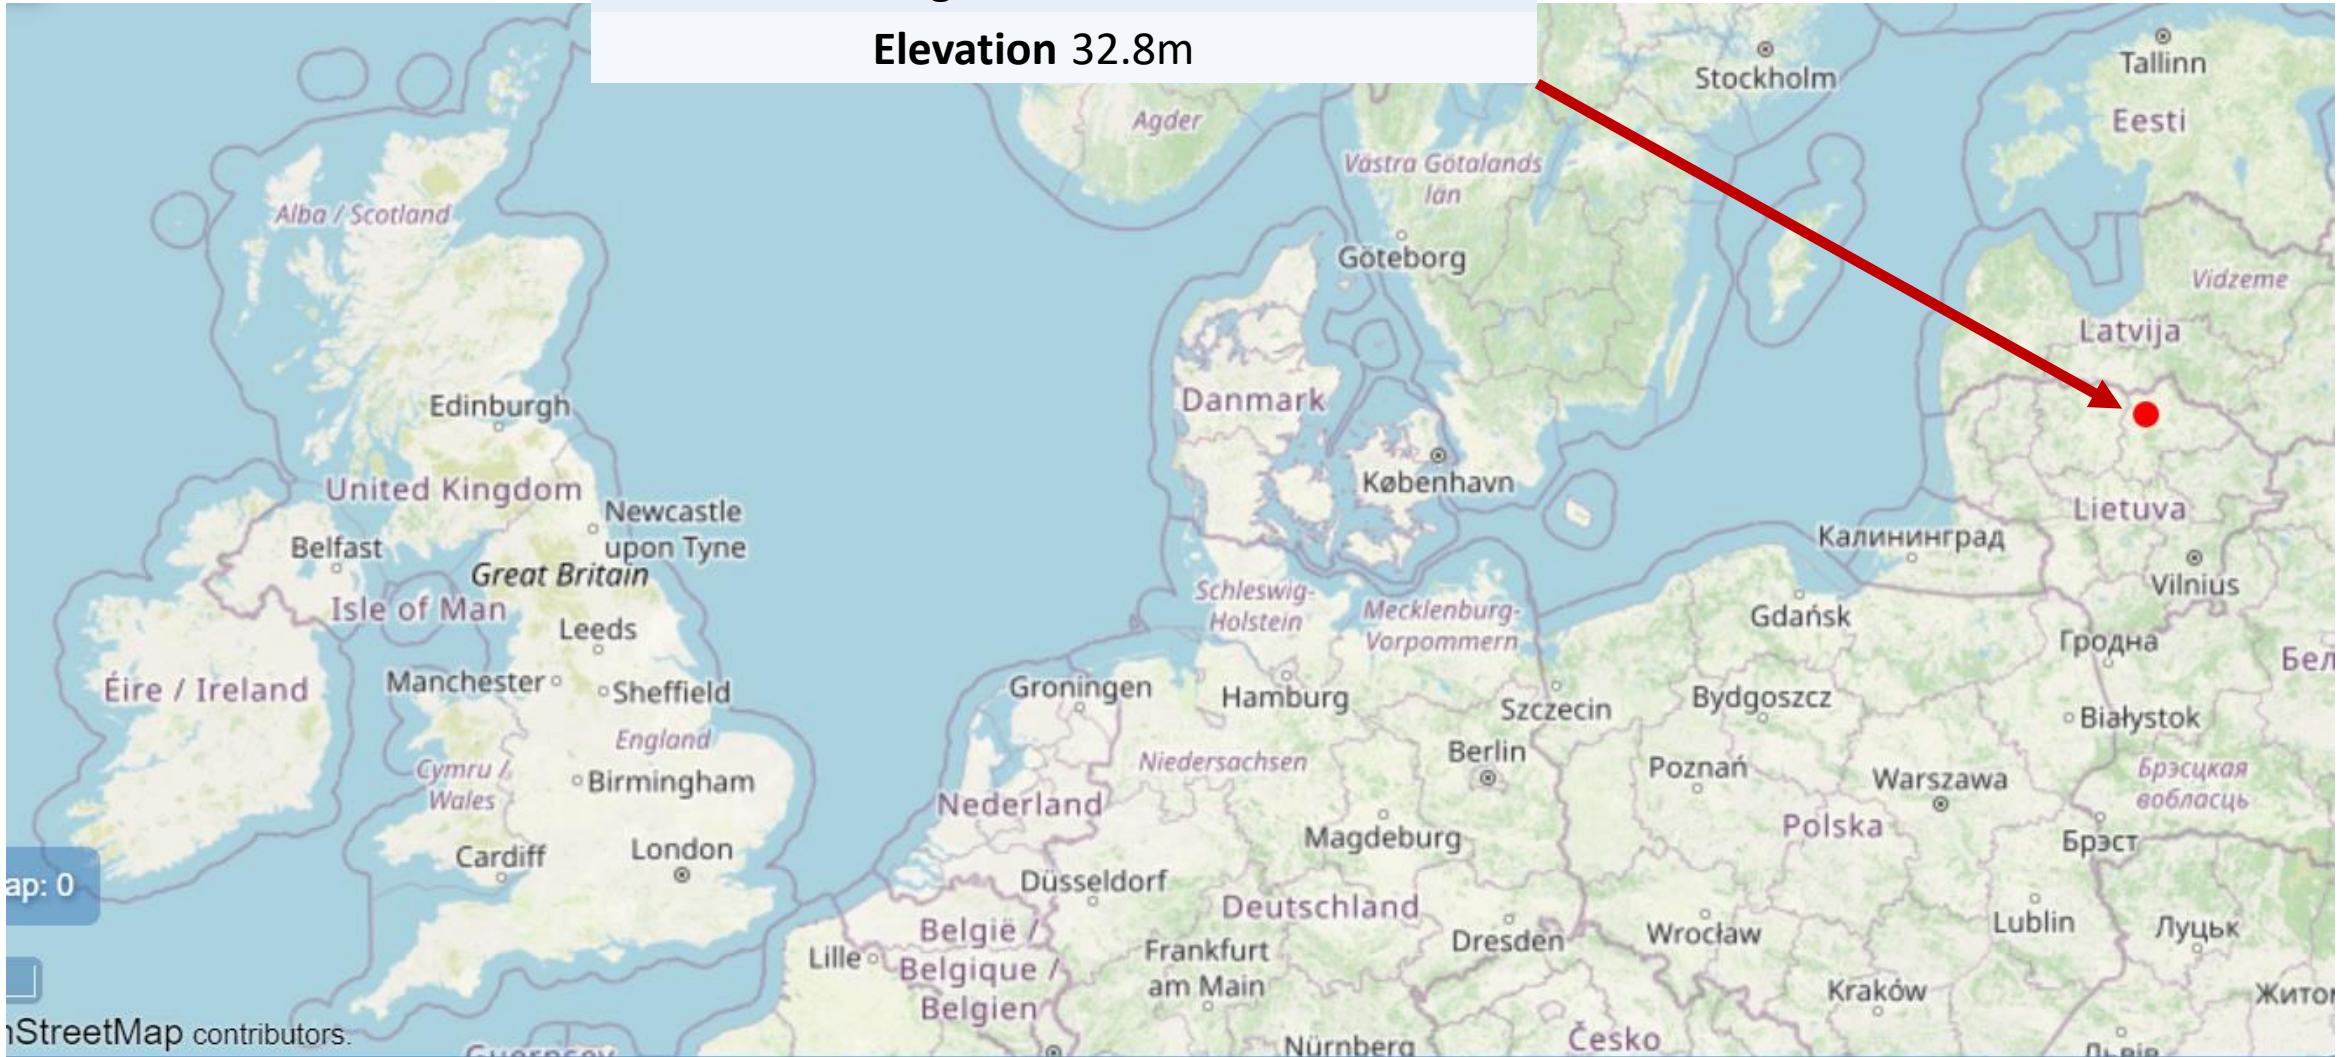 Elevation 32.8m
Stockholm
Tallinn
Eesti
Agder
Västra Götalands
län
Alba / Scotland
Göteborg
Vidzeme
Latvija
Danmark
Edinburgh
København
United Kingdom
Newcastle
upon Tyne
Lietuva
Калининград
Belfast
Great Britain
Vilnius
Schleswig-
Holstein
Mecklenburg-
Vorpommern
Isle of Man
Gdańsk
Leeds
Гродна
Бел
Éire / Ireland
Manchester
Sheffield
Groningen
Hamburg
Szczecin
Bydgoszcz
Białystok
England
Niedersachsen
Berlin
Poznań
Warszawa
Брэсцкая
вобласць
Cymru /
Wales
Birmingham
Nederland
Magdeburg
Polska
Брэст
Cardiff
London
ap: 0
Düsseldorf
Deutschland
Lublin
Луцьк
België /
Belgique /
Belgien
Lille
Frankfurt
am Main
Dresden
Wrocław
Kraków
Житом
nStreetMap contributors.
Guernsey
Nürnberg
Česko
Львів